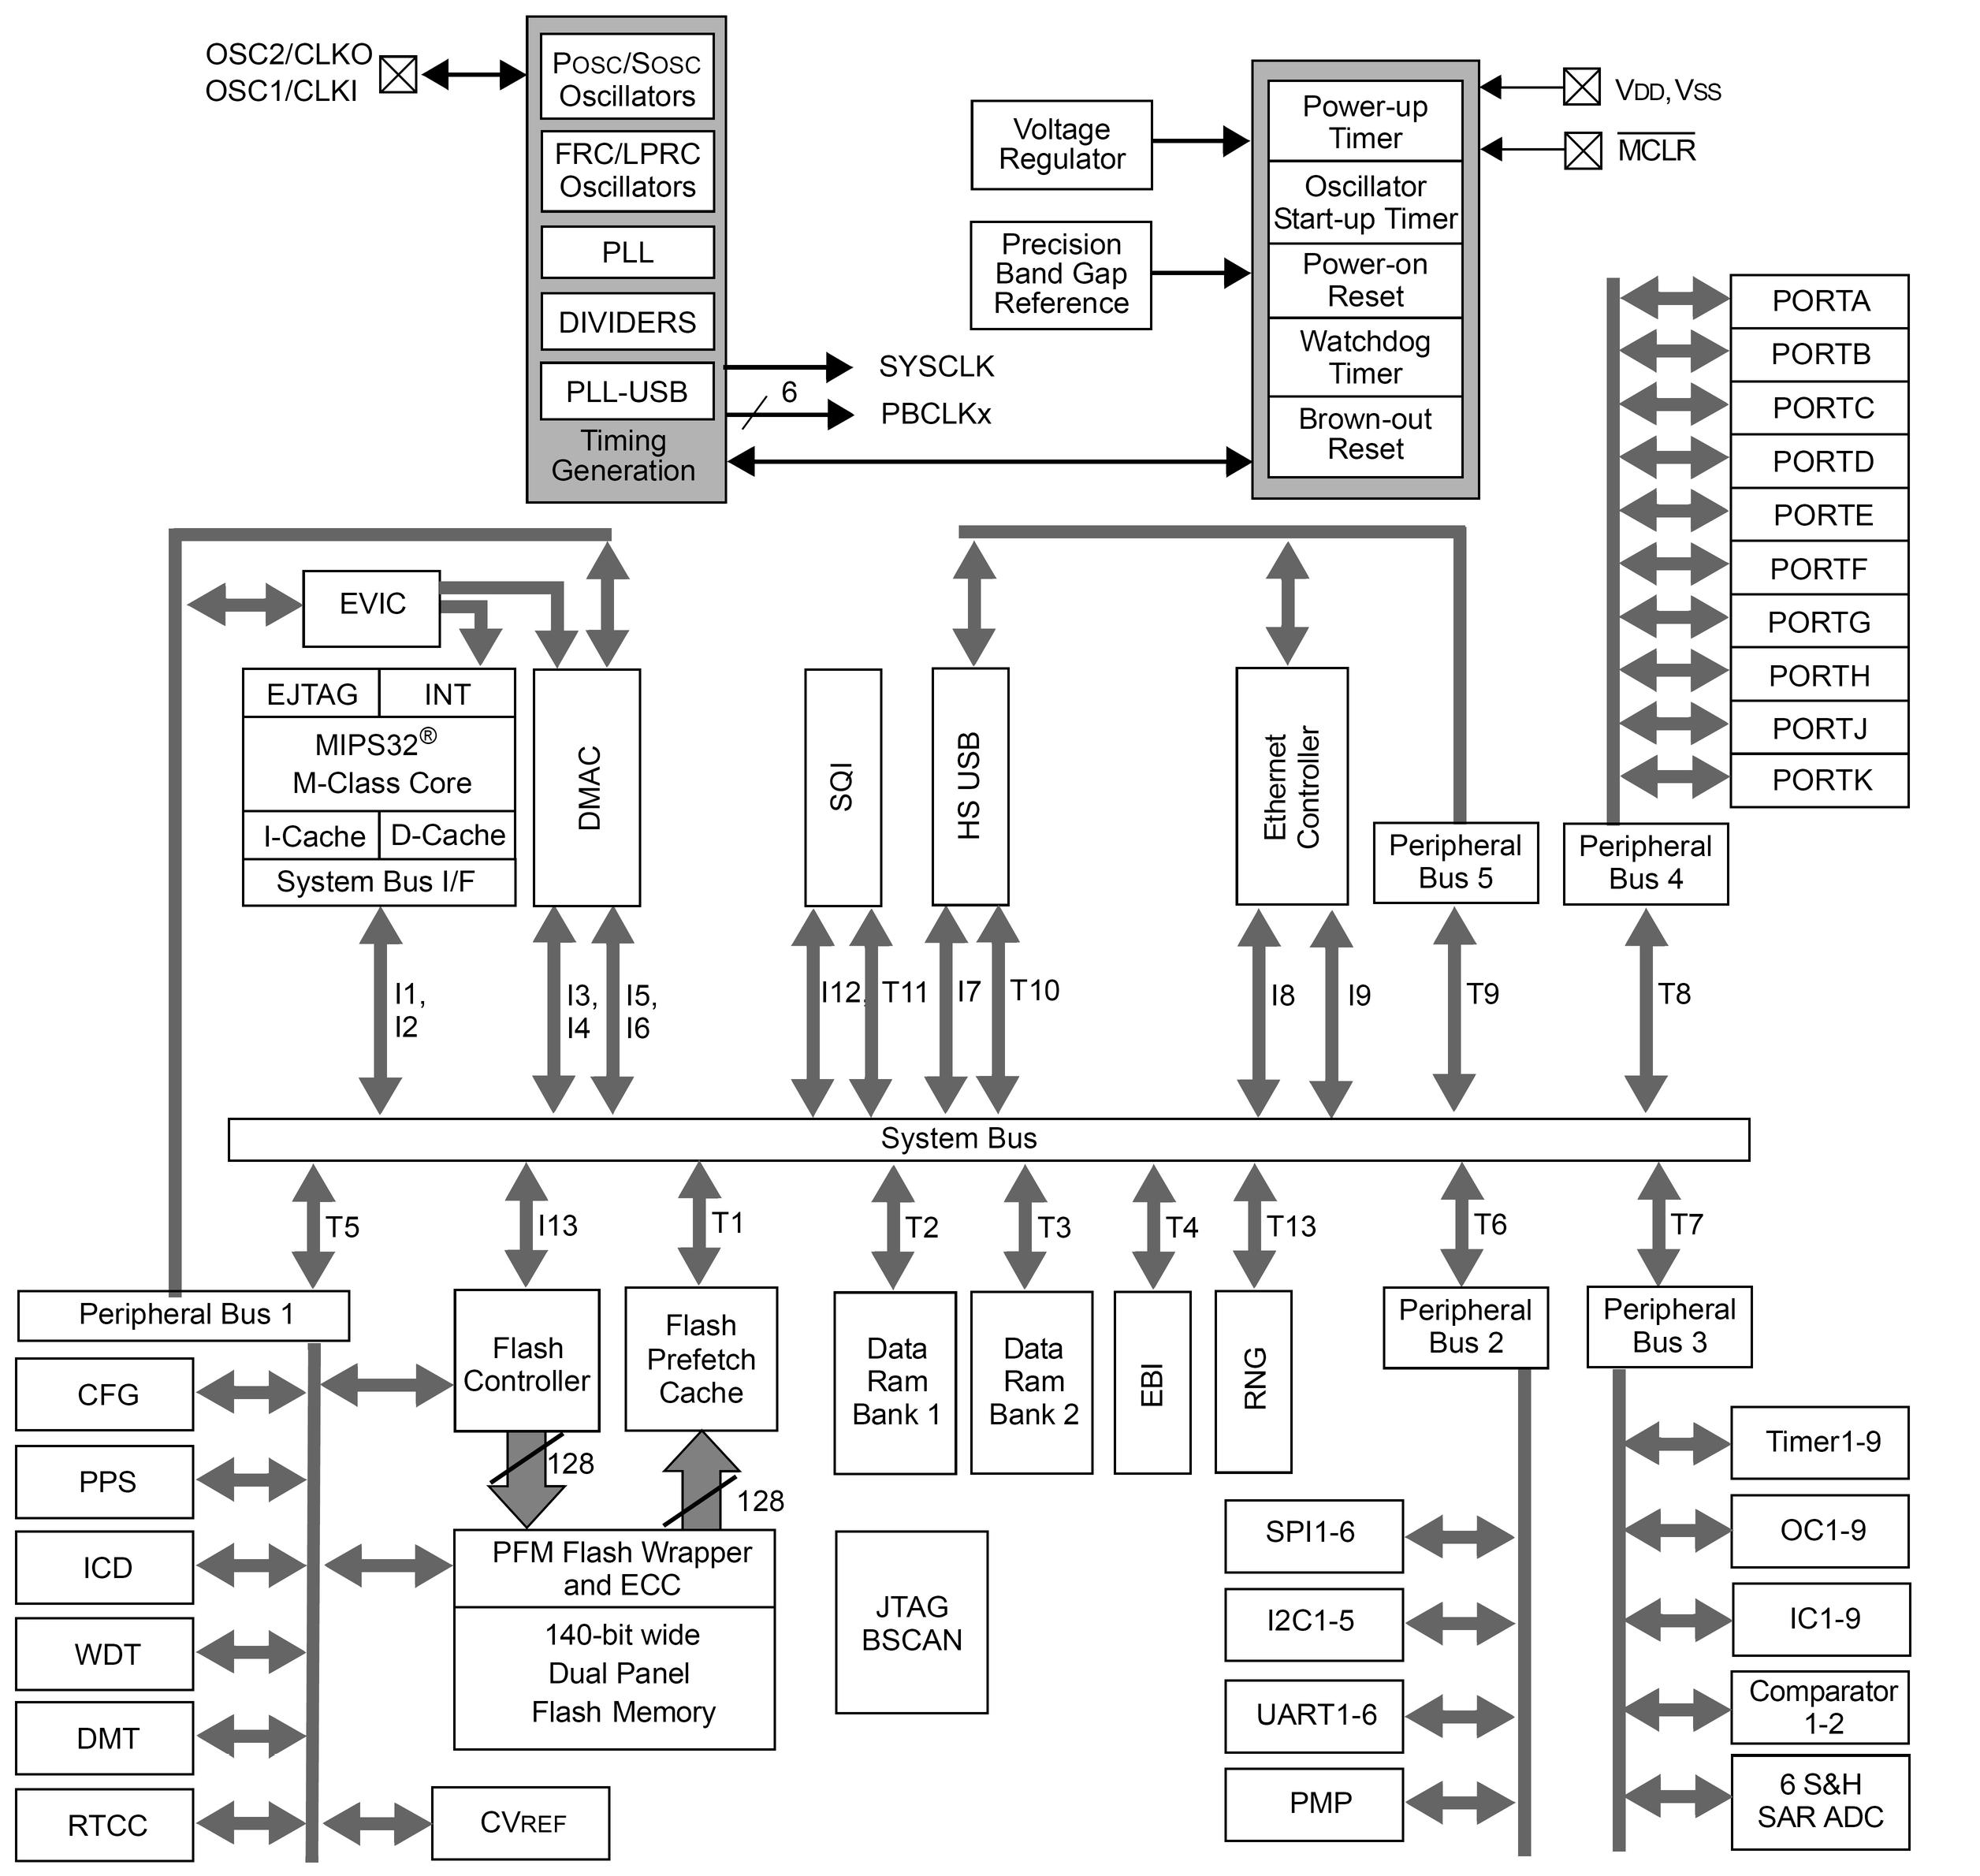 OSC2/CLKO
OSC1/CLKI
POSC/SOSC
Oscillators
FRC/LPRC
Oscillators
PLL
DIVIDERS
PLL-USB
Timing
Generation
SYSCLK
6
PBCLKx
Voltage
Regulator
Precision
Band Gap
Reference
Power-up
Timer
Oscillator
Start-up Timer
Power-on
Reset
Watchdog
Timer
Brown-out
Reset
VDD, VSS
MCLR
PORTA
PORTB
PORTC
PORTD
PORTE
PORTF
PORTG
PORTH
PORTJ
PORTK
EVIC
EJTAG
INT
MIPS32®
M-Class Core
I-Cache
D-Cache
System Bus I/F
DMAC
SQI
HS USB
Ethernet
Controller
Peripheral
Bus 5
Peripheral
Bus 4
I1,
I2
I3,
I4
I5,
I6
I12,
T11
I7
T10
I8
I9
T9
T8
System Bus
T5
I13
T1
T2
T3
T4
T13
T6
T7
Peripheral Bus 1
Flash
Controller
Flash
Prefetch
Cache
Data
Ram
Bank 1
Data
Ram
Bank 2
EBI
RNG
Peripheral
Bus 2
Peripheral
Bus 3
CFG
PPS
ICD
WDT
DMT
RTCC
128
128
PFM Flash Wrapper
and ECC
140-bit wide
Dual Panel
Flash Memory
CVREF
JTAG
BSCAN
SPI1-6
I2C1-5
UART1-6
PMP
Timer1-9
OC1-9
IC1-9
Comparator
1-2
6 S&H
SAR ADC